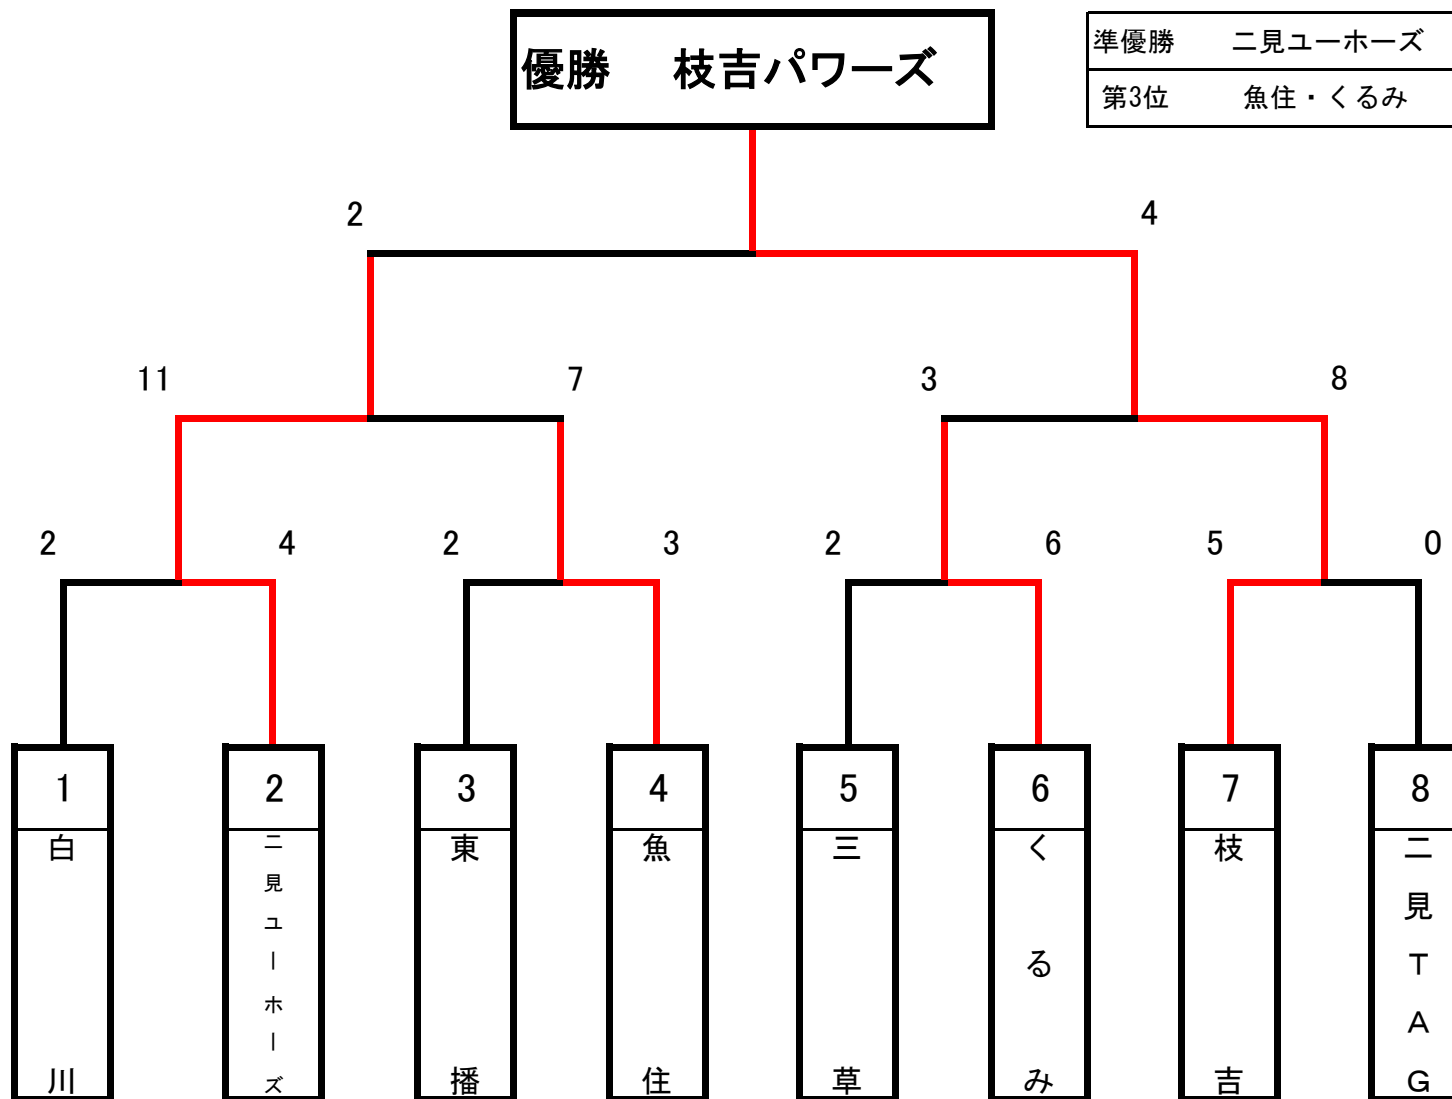 優勝　枝吉パワーズ
準優勝　二見ユーホーズ
第3位　魚住・くるみ
2 4
11 7 3 8
2 4 2 3 2 6 5 0
1 2 3 4 5 6 7 8
白川
二見ユーホーズ
東播
魚住
三草
くるみ
枝吉
二見ＴＡＧ